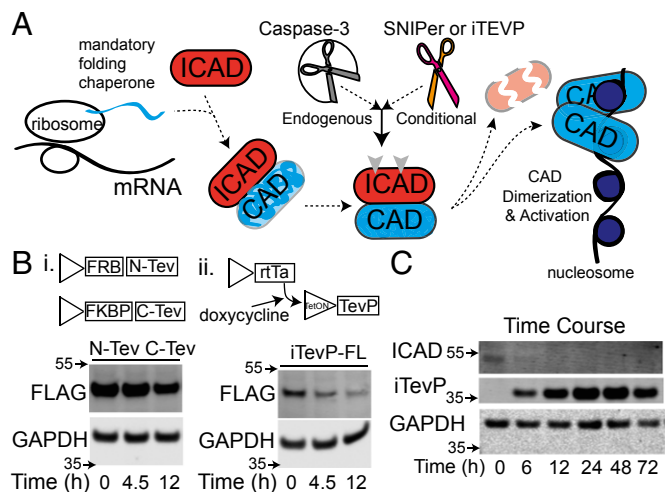 A
mandatory
folding
chaperone
ICAD
ribosome
mRNA
ICAD
CAD
Caspase-3
SNIPer or iTEVP
Endogenous
Conditional
ICAD
CAD
CAD
CAD
CAD
Dimerization
& Activation
nucleosome
B
i.
FRB N-Tev
FKBP C-Tev
ii.
rtTa
doxycycline
TetON TevP
N-Tev C-Tev
55
FLAG
GAPDH
35
Time (h) 0 4.5 12
iTevP-FL
55
FLAG
GAPDH
35
Time (h) 0 4.5 12
C
Time Course
ICAD 55
iTevP 35
GAPDH
35
Time (h) 0 6 12 24 48 72